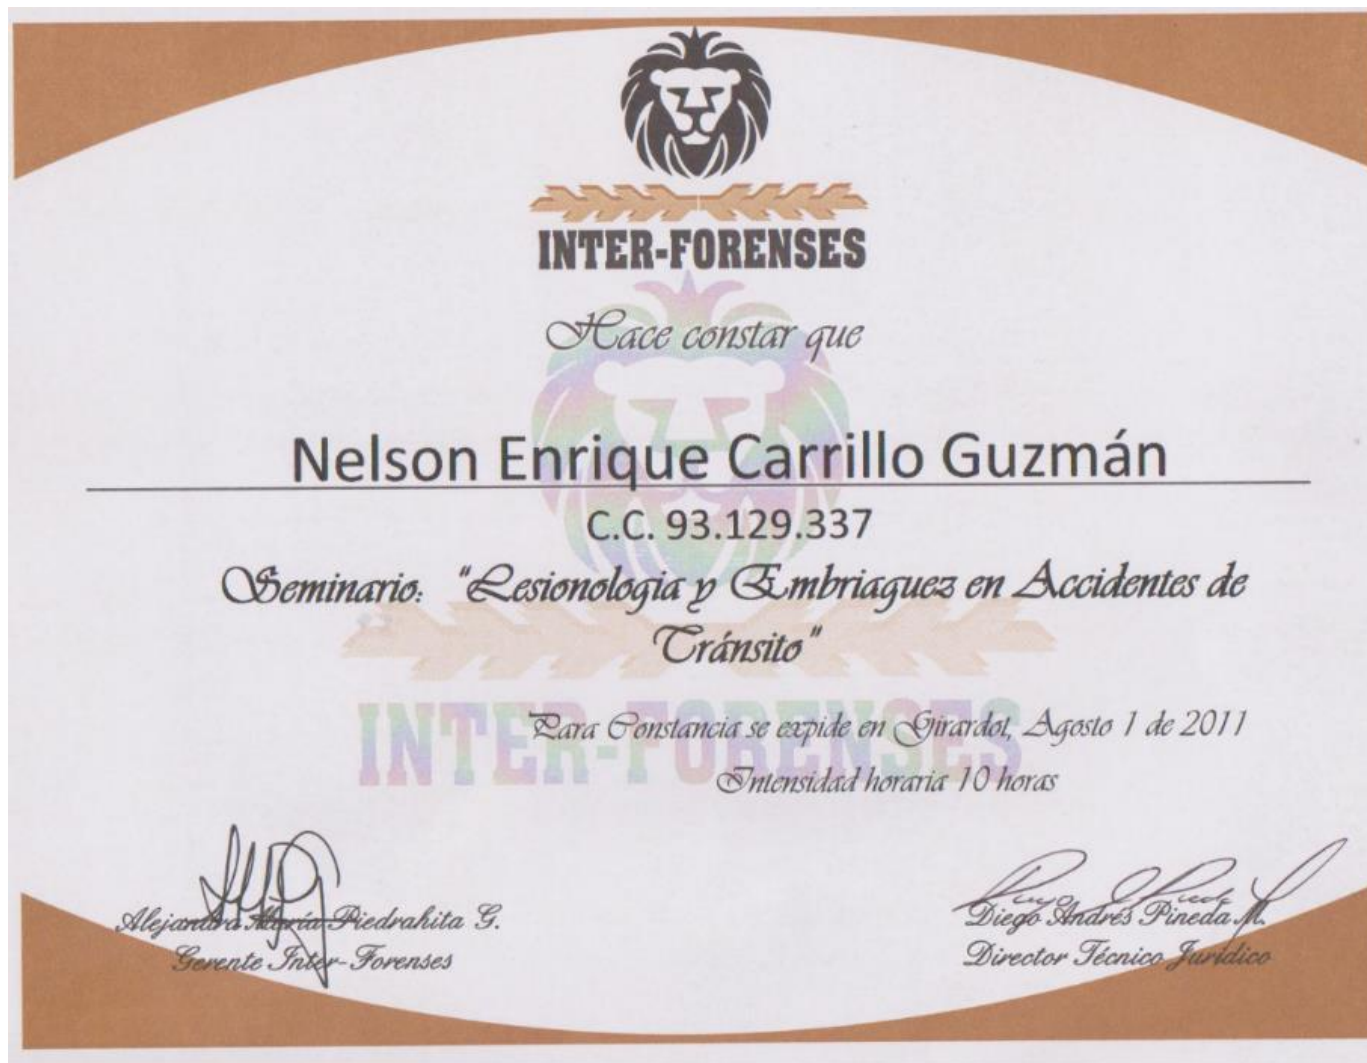 INTER-FORENSES
Hace constar que
Nelson Enrique Carrillo Guzmán
C.C. 93.129.337
Seminario: "Lesionologia y Embriaguez en Accidentes de
Tránsito"
INTER-FORENSES
Para Constancia se expide en Girardot, Agosto 1 de 2011
Intensidad horaria 10 horas
Alejandra María Piedrahita G.
Gerente Inter-Forenses
Diego Andrés Pineda M.
Director Técnico Jurídico